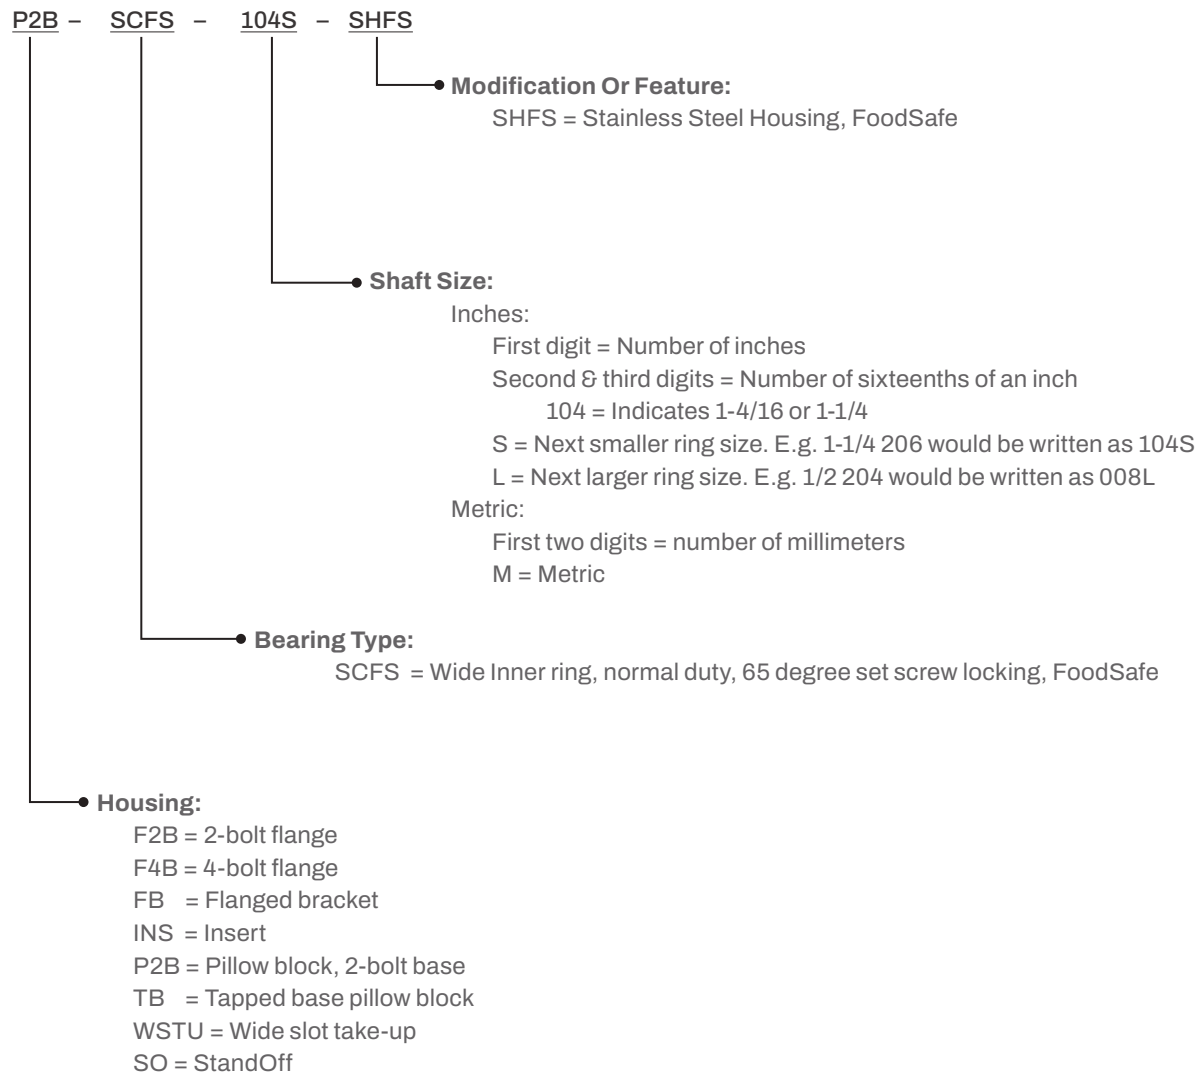 P2B – SCFS – 104S – SHFS
Modification Or Feature:
SHFS = Stainless Steel Housing, FoodSafe
Shaft Size:
Inches:
First digit = Number of inches
Second & third digits = Number of sixteenths of an inch
104 = Indicates 1-4/16 or 1-1/4
S = Next smaller ring size. E.g. 1-1/4 206 would be written as 104S
L = Next larger ring size. E.g. 1/2 204 would be written as 008L
Metric:
First two digits = number of millimeters
M = Metric
Bearing Type:
SCFS = Wide Inner ring, normal duty, 65 degree set screw locking, FoodSafe
Housing:
F2B = 2-bolt flange
F4B = 4-bolt flange
FB = Flanged bracket
INS = Insert
P2B = Pillow block, 2-bolt base
TB = Tapped base pillow block
WSTU = Wide slot take-up
SO = StandOff